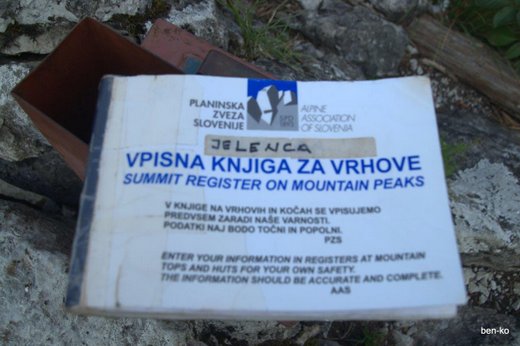 PLANINSKA
ZVEZA
SLOVENIJE
ALPINE
ASSOCIATION
OF SLOVENIA
JELENCA
VPISNA KNJIGA ZA VRHOVE
SUMMIT REGISTER ON MOUNTAIN PEAKS
V KNJIGE NA VRHOVIH IN KOČAH SE VPISUJEMO
PREDVSEM ZARADI NAŠE VARNOSTI.
PODATKI NAJ BODO TOČNI IN POPOLNI.
PZS
ENTER YOUR INFORMATION IN REGISTERS AT MOUNTAIN
TOPS AND HUTS FOR YOUR OWN SAFETY.
THE INFORMATION SHOULD BE ACCURATE AND COMPLETE.
AAS
ben-ko